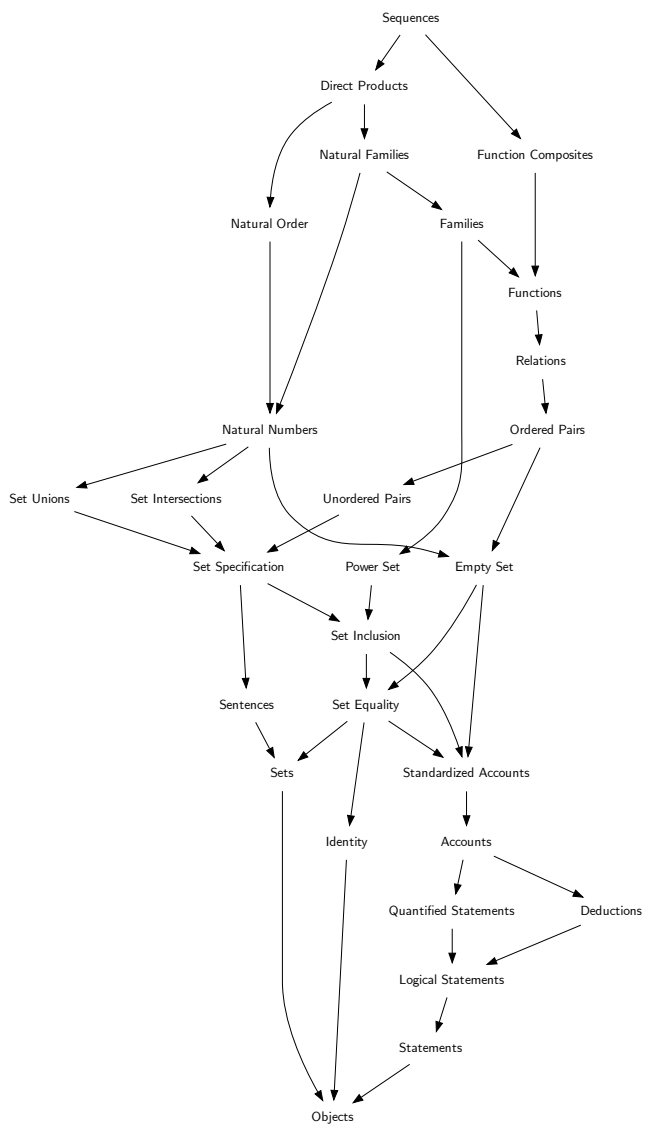 Sequences
Direct Products
Natural Families
Function Composites
Natural Order
Families
Functions
Relations
Natural Numbers
Ordered Pairs
Set Unions
Set Intersections
Unordered Pairs
Set Specification
Power Set
Empty Set
Set Inclusion
Sentences
Set Equality
Sets
Standardized Accounts
Identity
Accounts
Quantified Statements
Deductions
Logical Statements
Statements
Objects